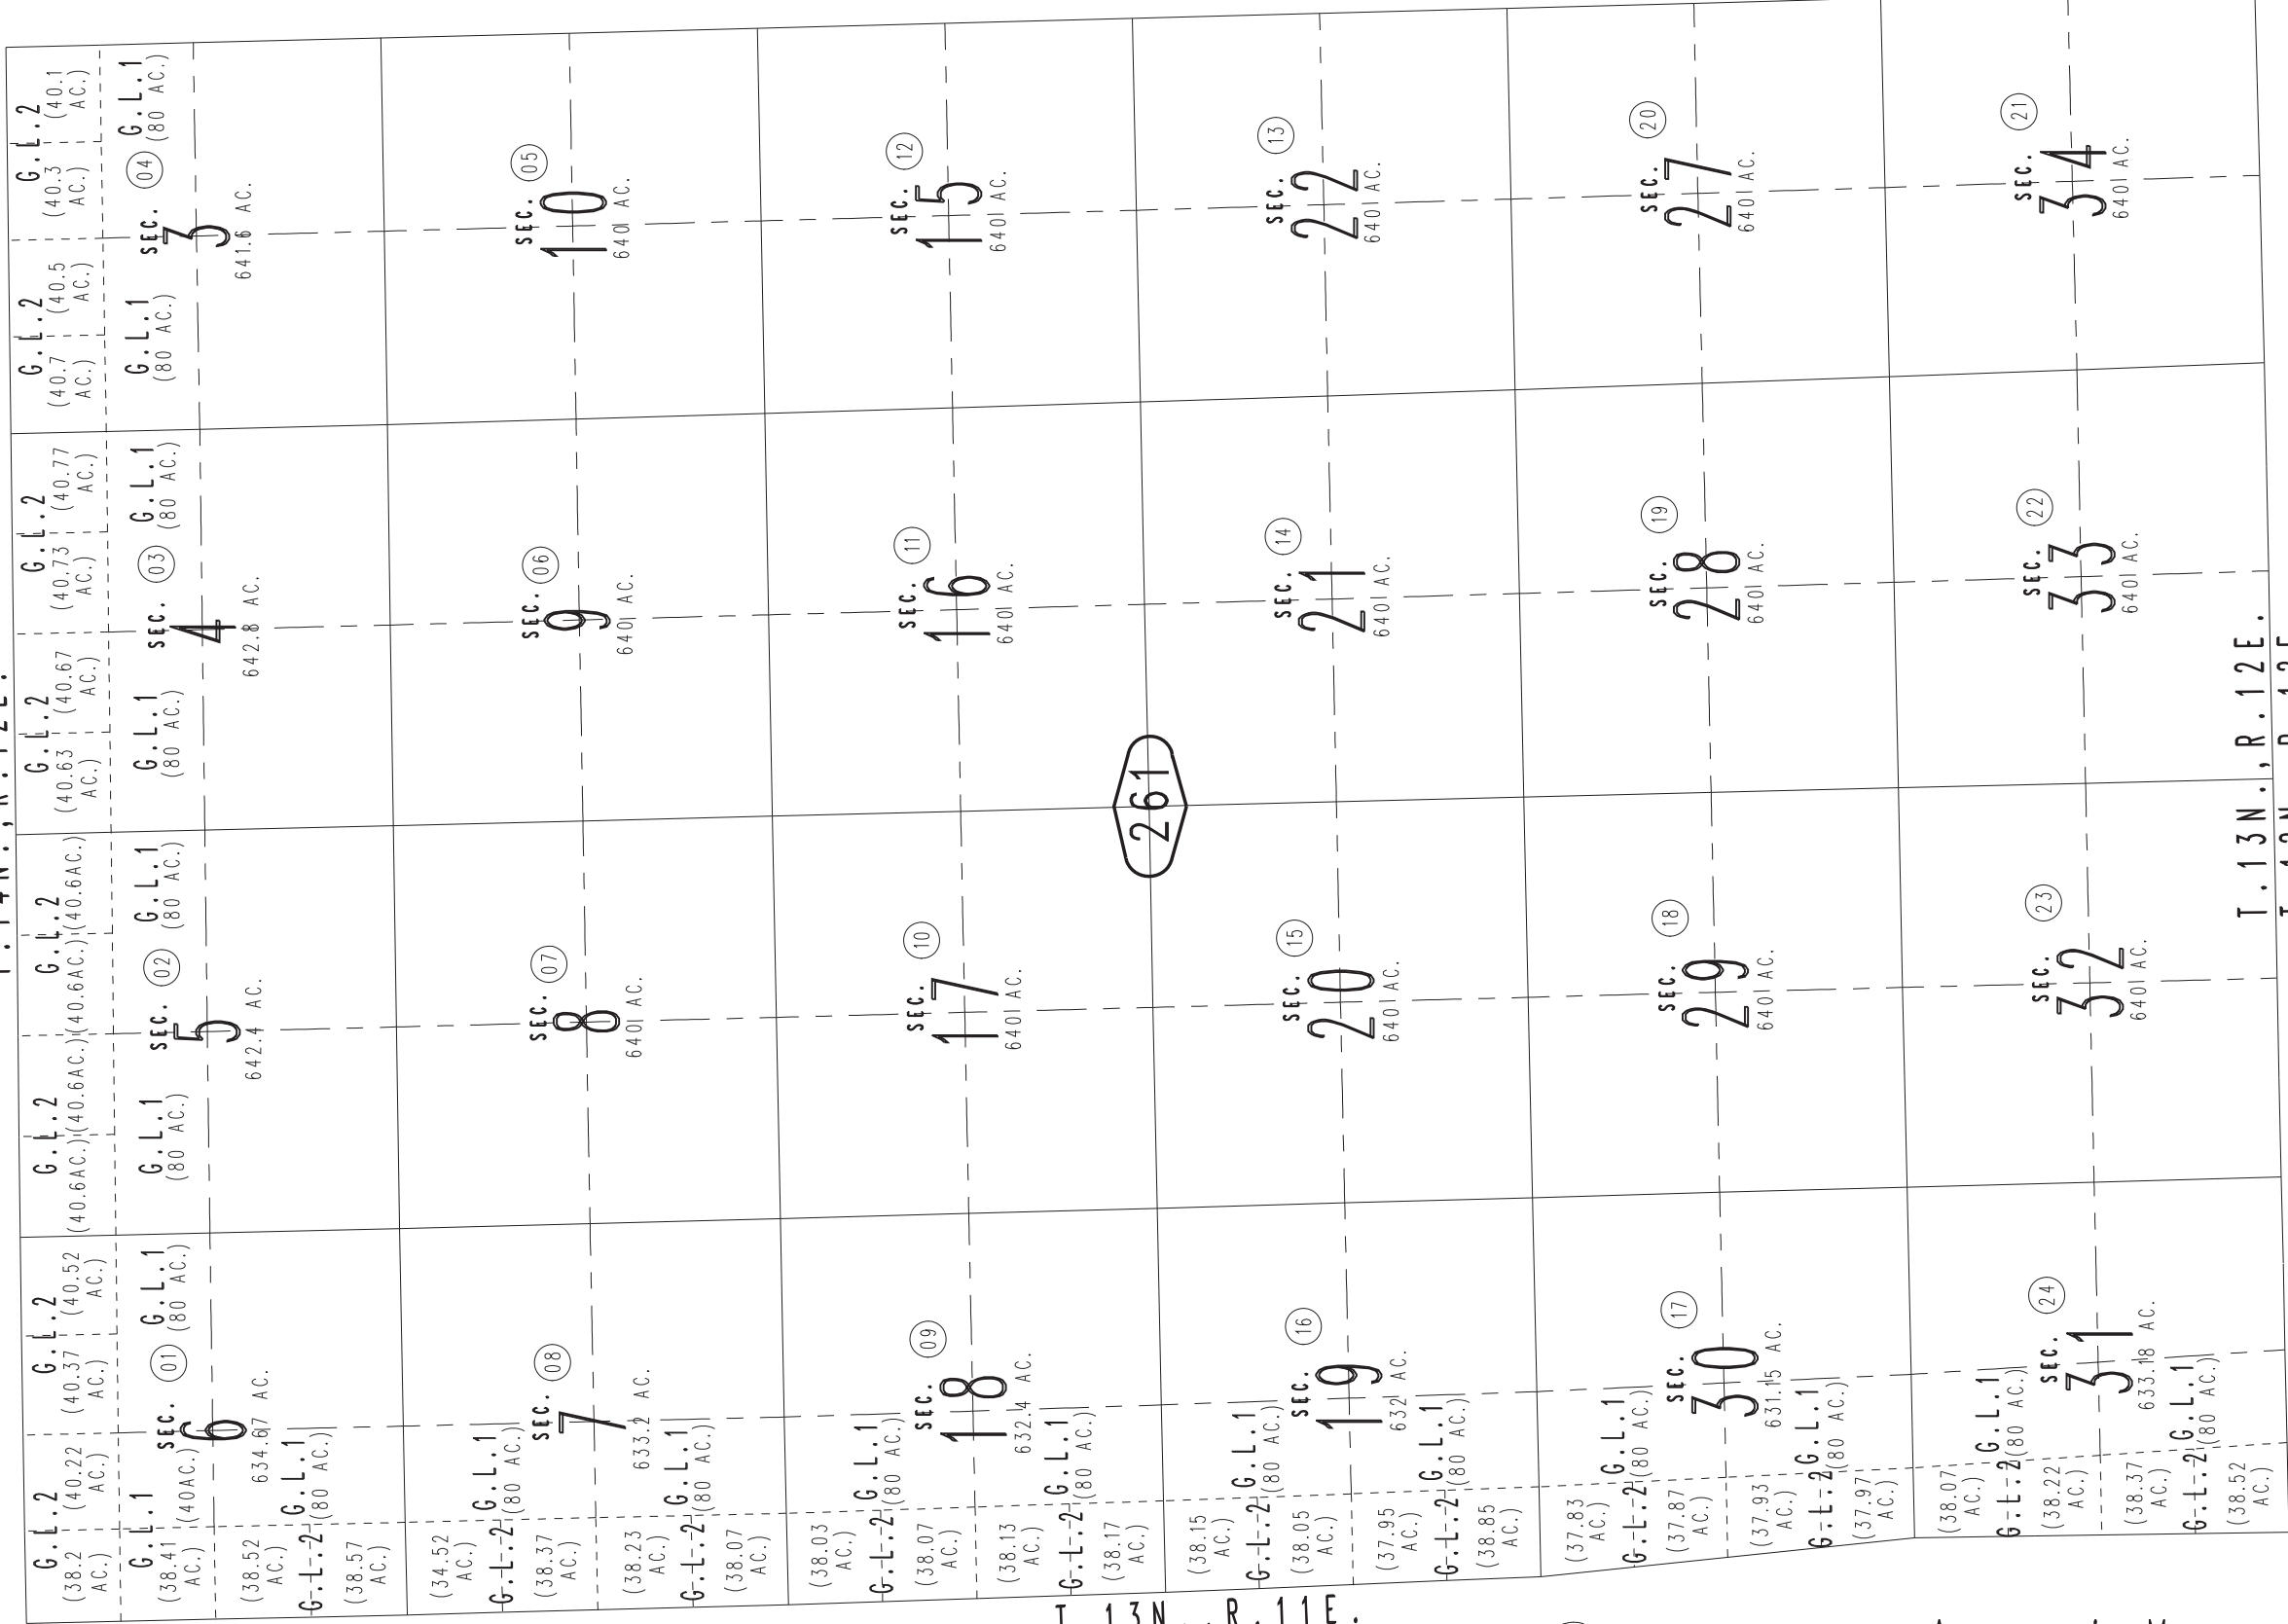 G.L.2
(38.2 AC.)
(40.22 AC.)
G.L.2
(40.37 AC.)
(40.52 AC.)
G.L.1
(38.41 AC.)
(40AC.)
G.L.1
(80 AC.)
SEC. 01
6
634.67 AC.
(38.52 AC.)
G.L.2
(38.57 AC.)
G.L.1
(80 AC.)
G.L.2
(40.6AC.)
(40.6AC.)
G.L.2
(40.6AC.)
(40.6AC.)
G.L.1
(80 AC.)
G.L.1
(80 AC.)
SEC. 02
5
642.4 AC.
G.L.2
(40.63 AC.)
(40.67 AC.)
G.L.2
(40.73 AC.)
(40.77 AC.)
G.L.1
(80 AC.)
G.L.1
(80 AC.)
SEC. 03
4
642.8 AC.
G.L.2
(40.7 AC.)
(40.5 AC.)
G.L.2
(40.3 AC.)
(40.1 AC.)
G.L.1
(80 AC.)
G.L.1
(80 AC.)
SEC. 04
3
641.6 AC.
(34.52 AC.)
G.L.2
(38.37 AC.)
G.L.1
(80 AC.)
SEC. 08
7
633.2 AC.
(38.23 AC.)
G.L.2
(38.07 AC.)
G.L.1
(80 AC.)
SEC. 07
8
640 AC.
SEC. 06
9
640 AC.
SEC. 05
10
640 AC.
(38.03 AC.)
G.L.2
(38.07 AC.)
G.L.1
(80 AC.)
SEC. 09
18
632.4 AC.
(38.13 AC.)
G.L.2
(38.17 AC.)
G.L.1
(80 AC.)
SEC. 10
17
640 AC.
SEC. 11
16
640 AC.
SEC. 12
15
640 AC.
261
(38.15 AC.)
G.L.2
(38.05 AC.)
G.L.1
(80 AC.)
SEC. 16
19
632 AC.
(37.95 AC.)
G.L.2
(38.85 AC.)
G.L.1
(80 AC.)
SEC. 15
20
640 AC.
SEC. 14
21
640 AC.
SEC. 13
22
640 AC.
(37.83 AC.)
G.L.2
(37.87 AC.)
G.L.1
(80 AC.)
SEC. 17
30
631.15 AC.
(37.93 AC.)
G.L.2
(37.97 AC.)
G.L.1
(80 AC.)
SEC. 18
29
640 AC.
SEC. 19
28
640 AC.
SEC. 20
27
640 AC.
(38.07 AC.)
G.L.2
(38.22 AC.)
G.L.1
(80 AC.)
SEC. 24
31
633.18 AC.
(38.37 AC.)
G.L.2
(38.52 AC.)
G.L.1
(80 AC.)
SEC. 23
32
640 AC.
SEC. 22
33
640 AC.
SEC. 21
34
640 AC.
T.13N.,R.12E.
T.13N.,R.11E.